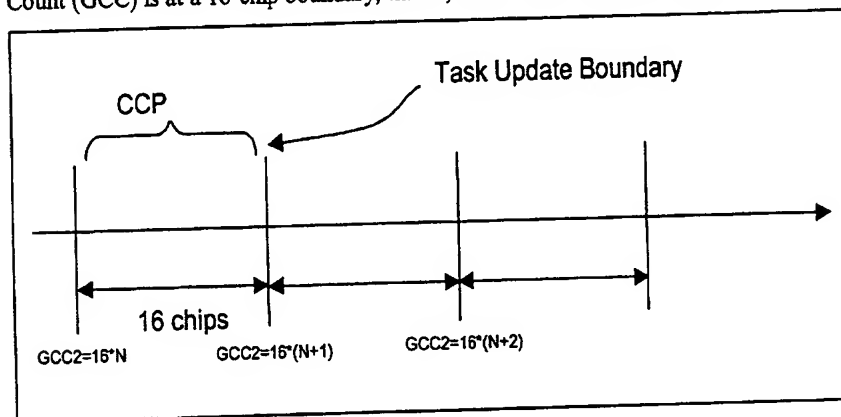 Count (GCC) is at a 16-chip boundary,
Task Update Boundary
CCP
16 chips
GCC2=16*N
GCC2=16*(N+1)
GCC2=16*(N+2)